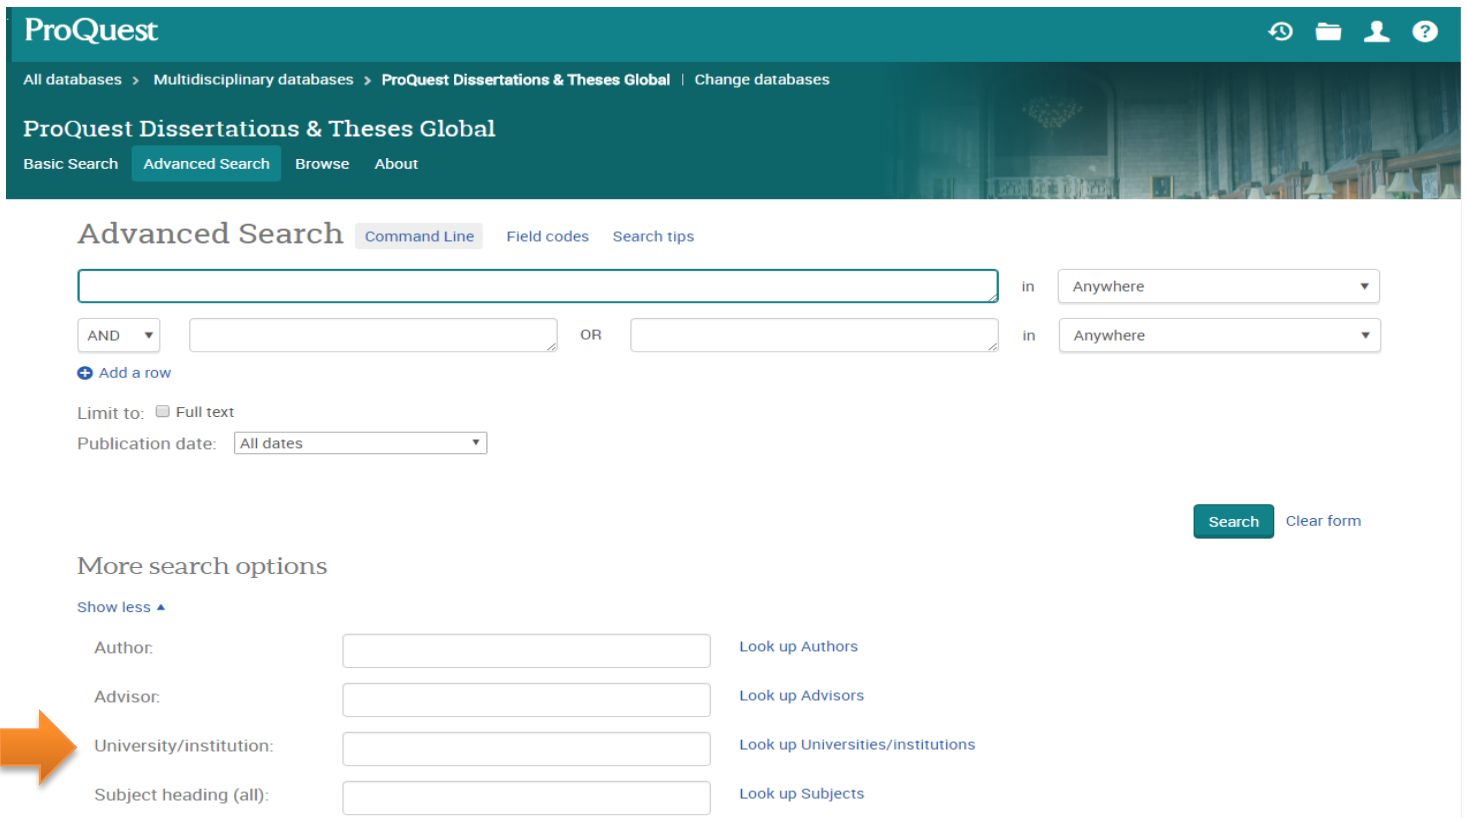 ProQuest
All databases > Multidisciplinary databases > ProQuest Dissertations & Theses Global | Change databases
ProQuest Dissertations & Theses Global
Basic Search Advanced Search Browse About
Advanced Search Command Line Field codes Search tips
in Anywhere
AND OR in Anywhere
Add a row
Limit to: Full text
Publication date: All dates
Search Clear form
More search options
Show less
Author: Look up Authors
Advisor: Look up Advisors
University/institution: Look up Universities/institutions
Subject heading (all): Look up Subjects